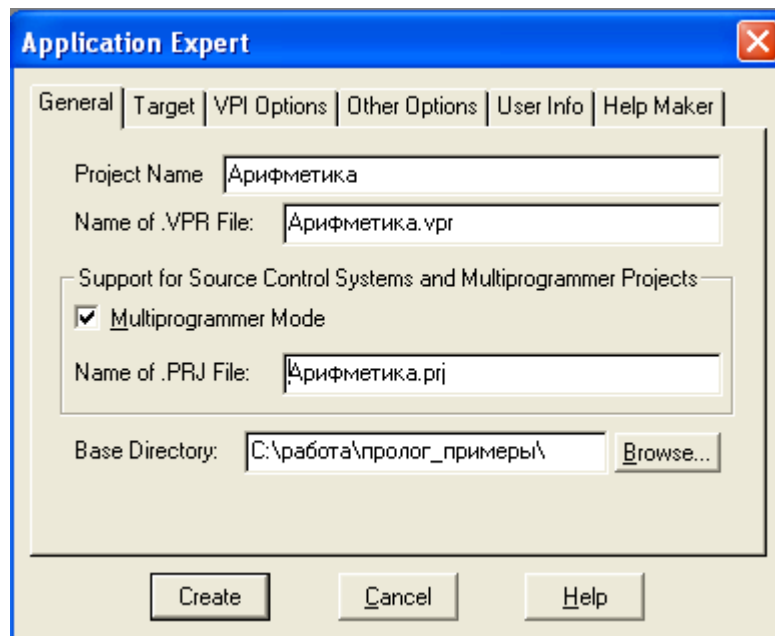 Application Expert
General Target VPI Options Other Options User Info Help Maker
Project Name Арифметика
Name of .VPR File: Арифметика.vpr
Support for Source Control Systems and Multiprogrammer Projects
Multiprogrammer Mode
Name of .PRJ File: Арифметика.prj
Base Directory: C:\работа\пролог_примеры\ Browse...
Create Cancel Help